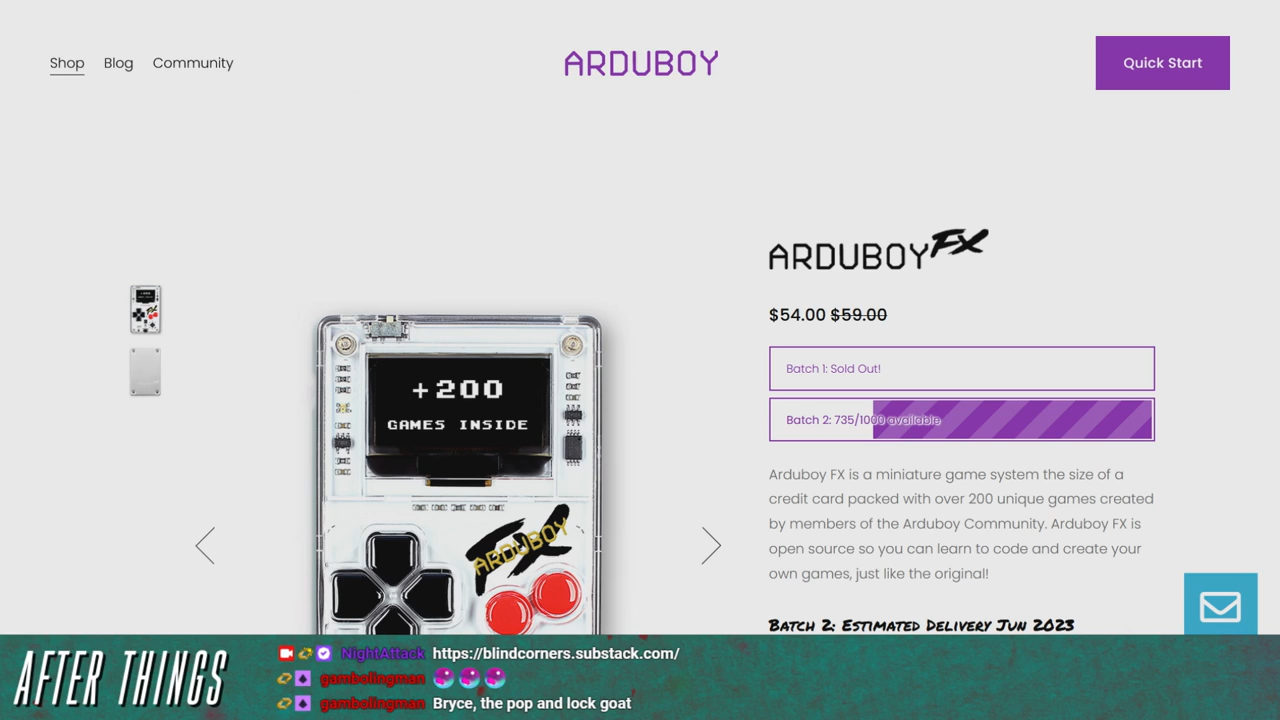 Shop Blog Community
ARDUBOY
Quick Start
ARDUBOY FX
$54.00 $59.00
Batch 1: Sold Out!
Batch 2: 735/1000 available
+200
GAMES INSIDE
ARDUBOY FX
Arduboy FX is a miniature game system the size of a
credit card packed with over 200 unique games created
by members of the Arduboy Community. Arduboy FX is
open source so you can learn to code and create your
own games, just like the original!
BATCH 2: ESTIMATED DELIVERY JUN 2023
AFTER THINGS
NightAttack https://blindcorners.substack.com/
gambolingman
gambolingman Bryce, the pop and lock goat